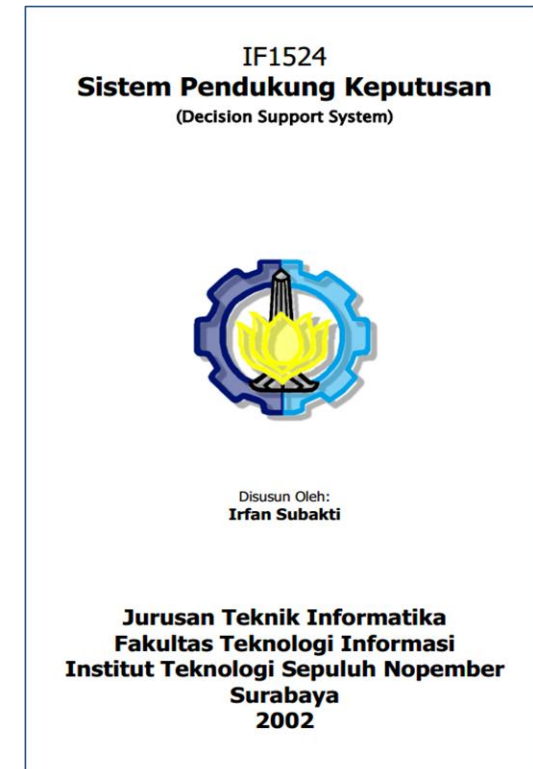 IF1524
Sistem Pendukung Keputusan
(Decision Support System)
Disusun Oleh:
Irfan Subakti
Jurusan Teknik Informatika
Fakultas Teknologi Informasi
Institut Teknologi Sepuluh Nopember
Surabaya
2002